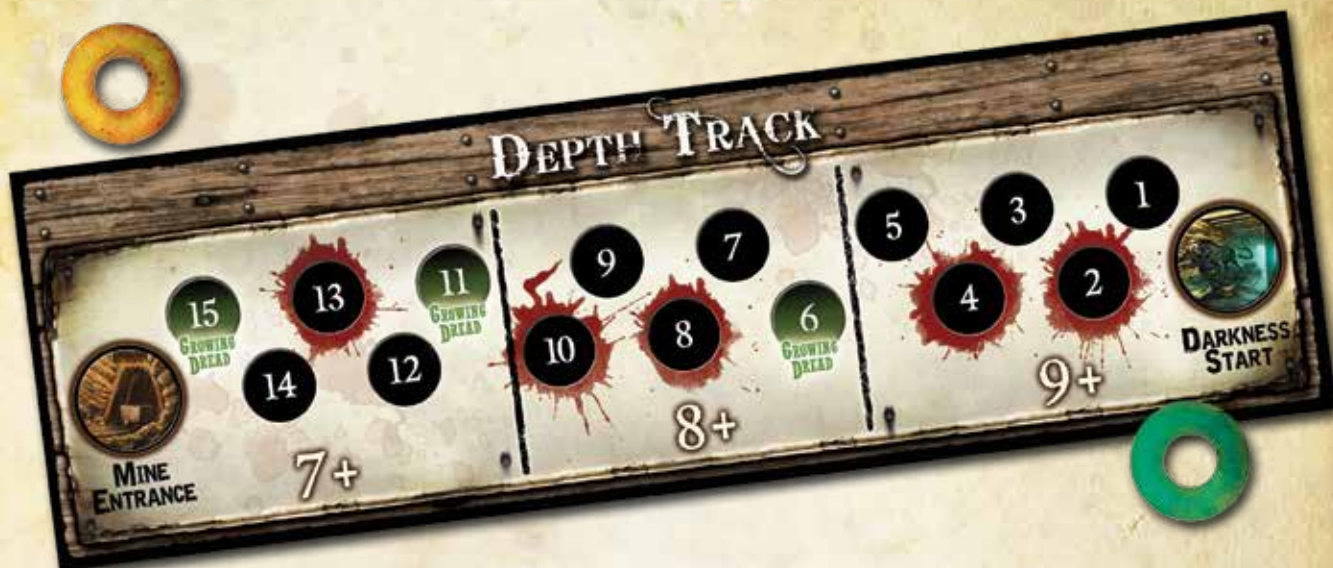 DEPTH TRACK
15
GROWING
DREAD
13
11
GROWING
DREAD
14
12
MINE
ENTRANCE
7+
9
7
10
8
6
GROWING
DREAD
8+
5
3
1
4
2
DARKNESS
START
9+